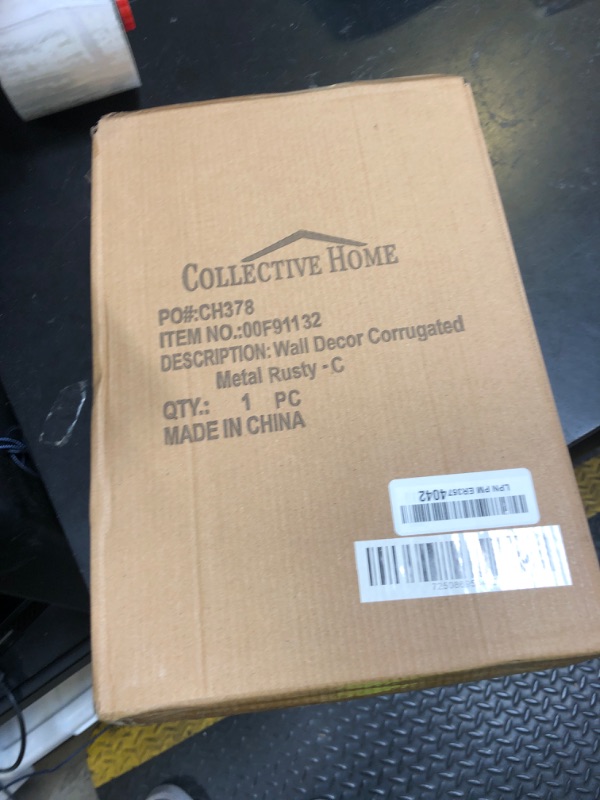 COLLECTIVE HOME
PO#:CH378
ITEM NO.:00F91132
DESCRIPTION: Wall Decor Corrugated
Metal Rusty - C
QTY.: 1 PC
MADE IN CHINA
LPN PM ER1674042